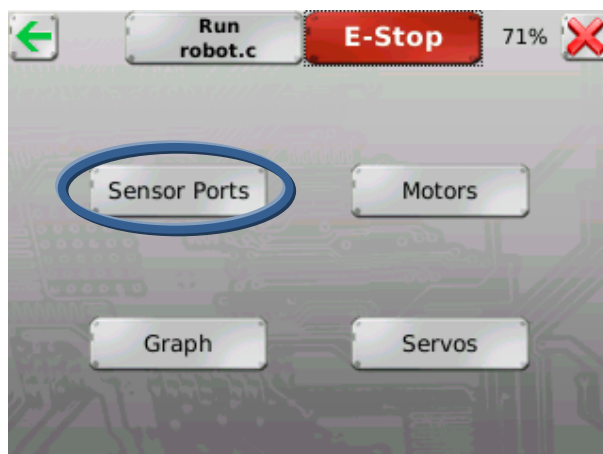 Run
robot.c
E-Stop
71%
Sensor Ports
Motors
Graph
Servos